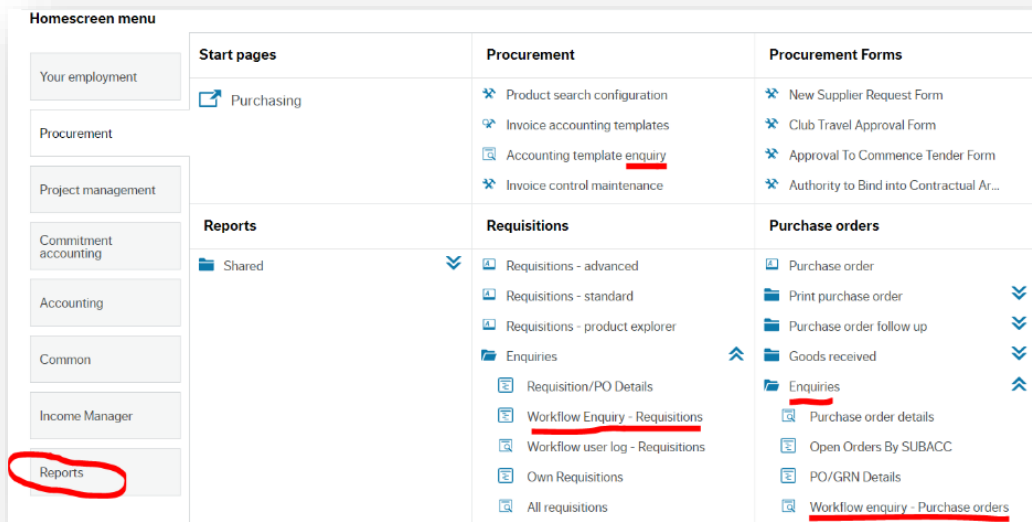 Homescreen menu
Your employment
Procurement
Project management
Commitment
accounting
Accounting
Common
Income Manager
Reports
Start pages
Purchasing
Procurement
Product search configuration
Invoice accounting templates
Accounting template enquiry
Invoice control maintenance
Procurement Forms
New Supplier Request Form
Club Travel Approval Form
Approval To Commence Tender Form
Authority to Bind into Contractual Ar...
Reports
Shared
Requisitions
Requisitions - advanced
Requisitions - standard
Requisitions - product explorer
Enquiries
Requisition/PO Details
Workflow Enquiry - Requisitions
Workflow user log - Requisitions
Own Requisitions
All requisitions
Purchase orders
Purchase order
Print purchase order
Purchase order follow up
Goods received
Enquiries
Purchase order details
Open Orders By SUBACC
PO/GRN Details
Workflow enquiry - Purchase orders